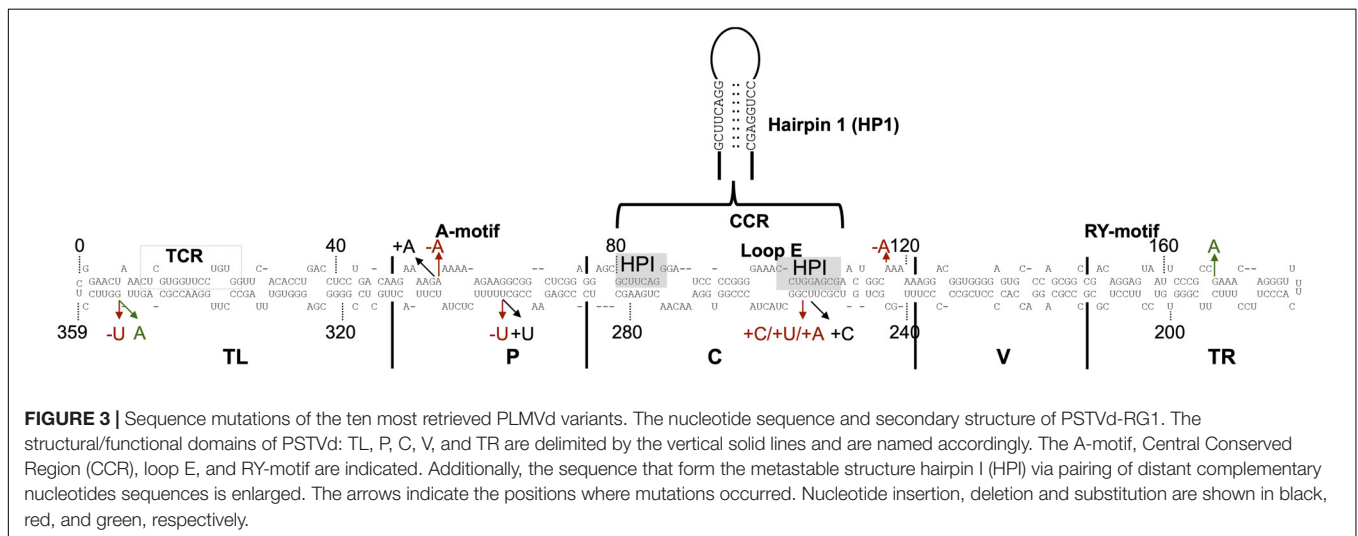 GCUUCAGG
CGAGGUCC
Hairpin 1 (HP1)
CCR
A-motif Loop E RY-motif
0 TCR 40 +A -A 80 HPI HPI -A 120 160 A
359 -U A 320 -U +U 280 +C/+U/+A +C 240 200
TL P C V TR
FIGURE 3 | Sequence mutations of the ten most retrieved PLMVd variants. The nucleotide sequence and secondary structure of PSTVd-RG1. The
structural/functional domains of PSTVd: TL, P, C, V, and TR are delimited by the vertical solid lines and are named accordingly. The A-motif, Central Conserved
Region (CCR), loop E, and RY-motif are indicated. Additionally, the sequence that form the metastable structure hairpin I (HPI) via pairing of distant complementary
nucleotides sequences is enlarged. The arrows indicate the positions where mutations occurred. Nucleotide insertion, deletion and substitution are shown in black,
red, and green, respectively.